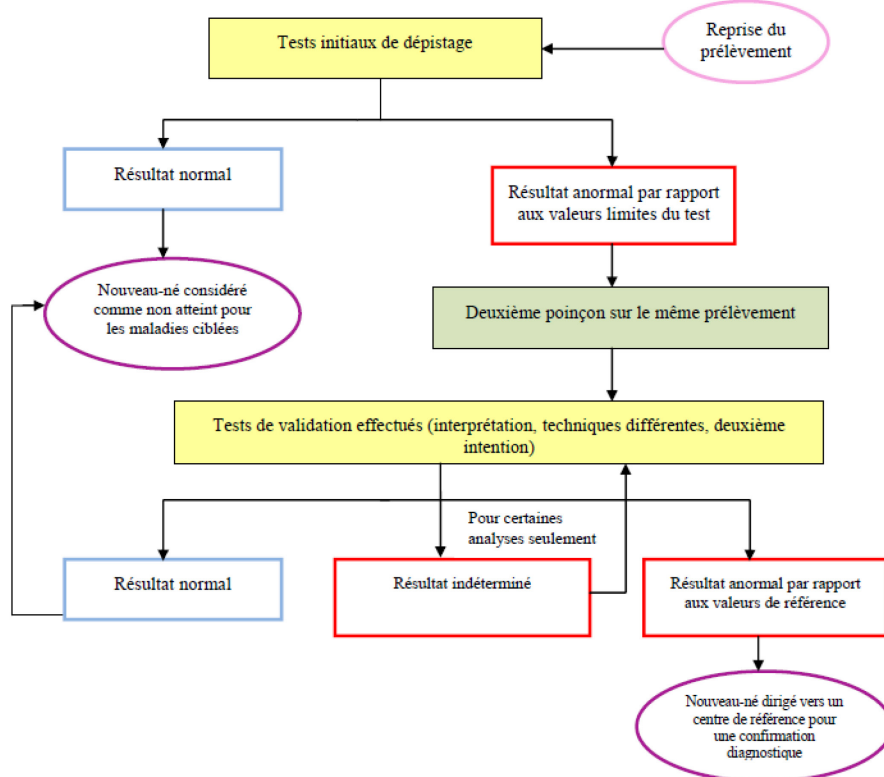 Tests initiaux de dépistage
Reprise du
prélèvement
Résultat normal
Résultat anormal par rapport
aux valeurs limites du test
Nouveau-né considéré
comme non atteint pour
les maladies ciblées
Deuxième poinçon sur le même prélèvement
Tests de validation effectués (interprétation, techniques différentes, deuxième
intention)
Pour certaines
analyses seulement
Résultat normal
Résultat indéterminé
Résultat anormal par rapport
aux valeurs de référence
Nouveau-né dirigé vers un
centre de référence pour
une confirmation
diagnostique